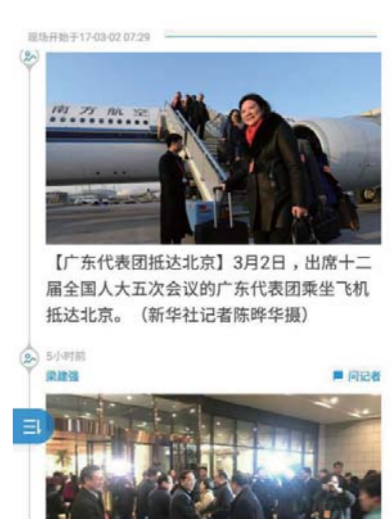 现场开始于17-03-02 07:29
南方航空
【广东代表团抵达北京】3月2日，出席十二
届全国人大五次会议的广东代表团乘坐飞机
抵达北京。（新华社记者陈晔华摄）
5小时前
梁建强
问记者